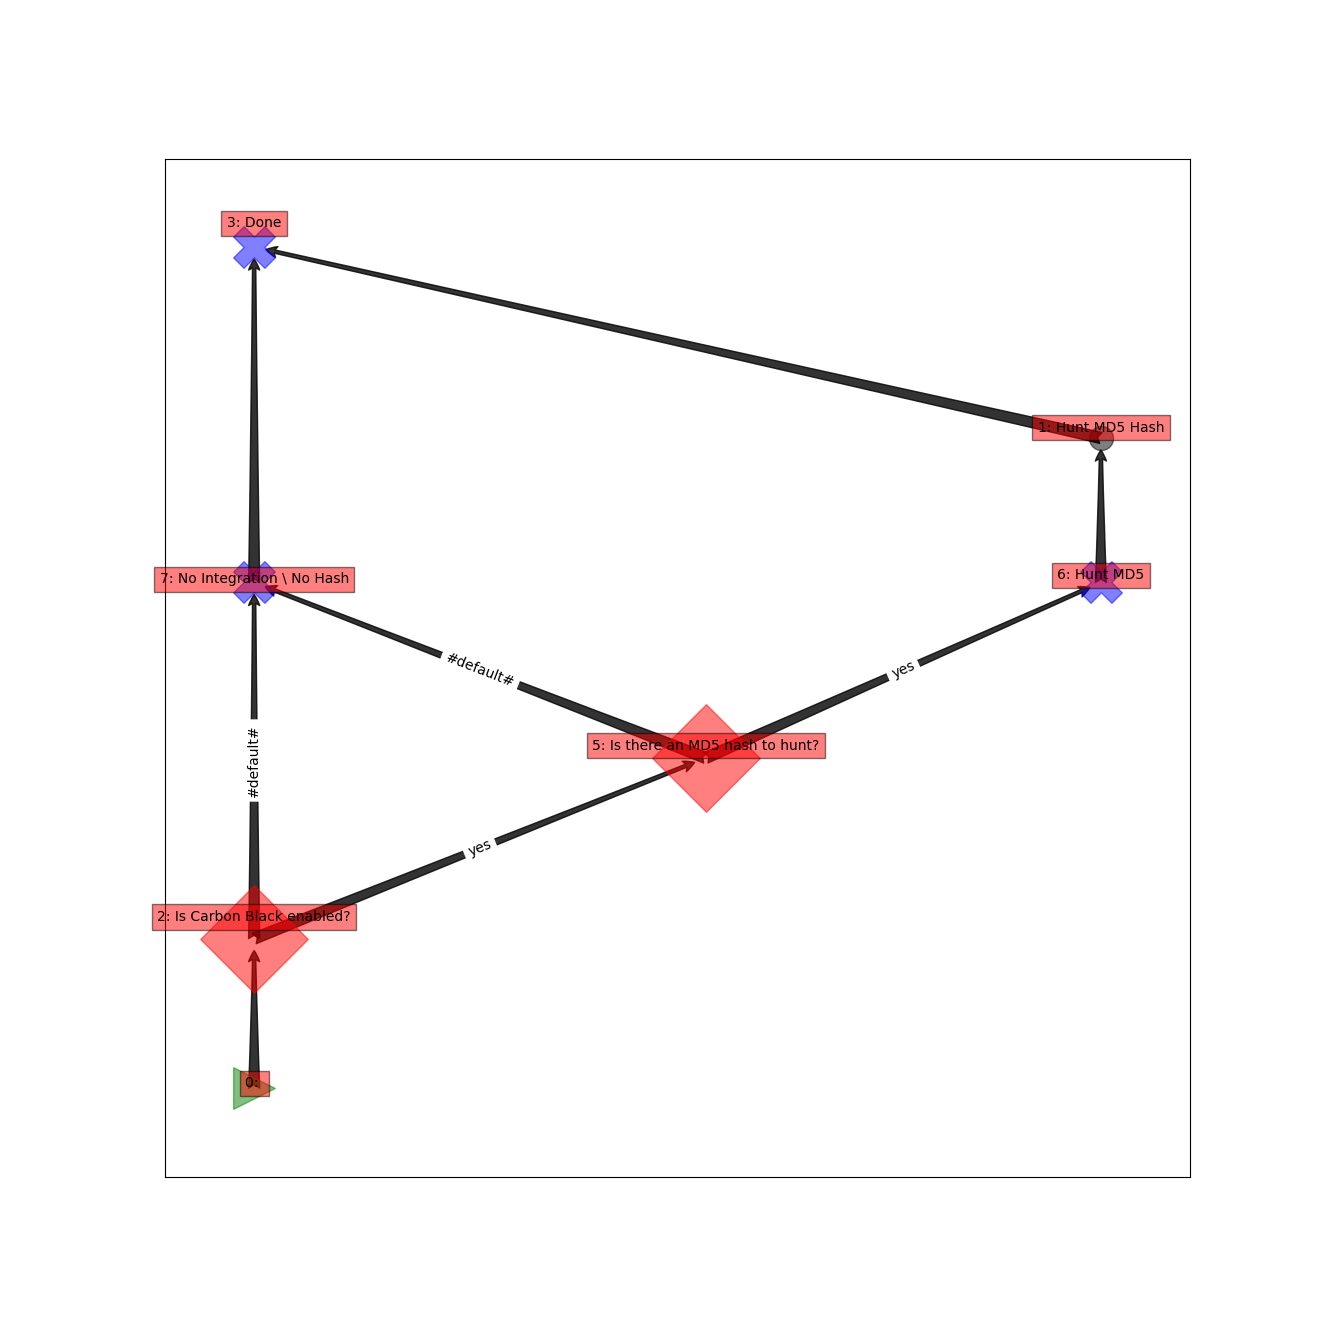 3: Done
1: Hunt MD5 Hash
7: No Integration \ No Hash
6: Hunt MD5
#default#
yes
#default#
5: Is there an MD5 hash to hunt?
yes
2: Is Carbon Black enabled?
0: